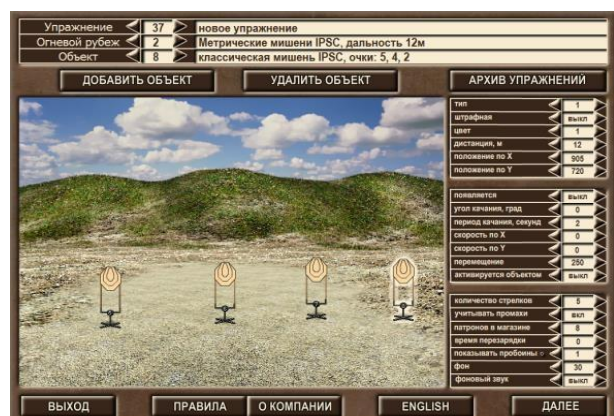 Упражнение 37 новое упражнение
Огневой рубеж 2 Метрические мишени IPSC, дальность 12м
Объект 8 классическая мишень IPSC, очки: 5, 4, 2
ДОБАВИТЬ ОБЪЕКТ УДАЛИТЬ ОБЪЕКТ АРХИВ УПРАЖНЕНИЙ
тип 1
штрафная выкл
цвет 1
дистанция, м 12
положение по X 905
положение по Y 720
появляется выкл
угол качания, град 0
период качания, секунд 2
скорость по X 0
скорость по Y 0
перемещение 250
активируется объектом выкл
количество стрелков 5
учитывать промахи вкл
патронов в магазине 8
время перезарядки 0
показывать пробоины 1
фон 30
фоновый звук выкл
ВЫХОД ПРАВИЛА О КОМПАНИИ ENGLISH ДАЛЕЕ